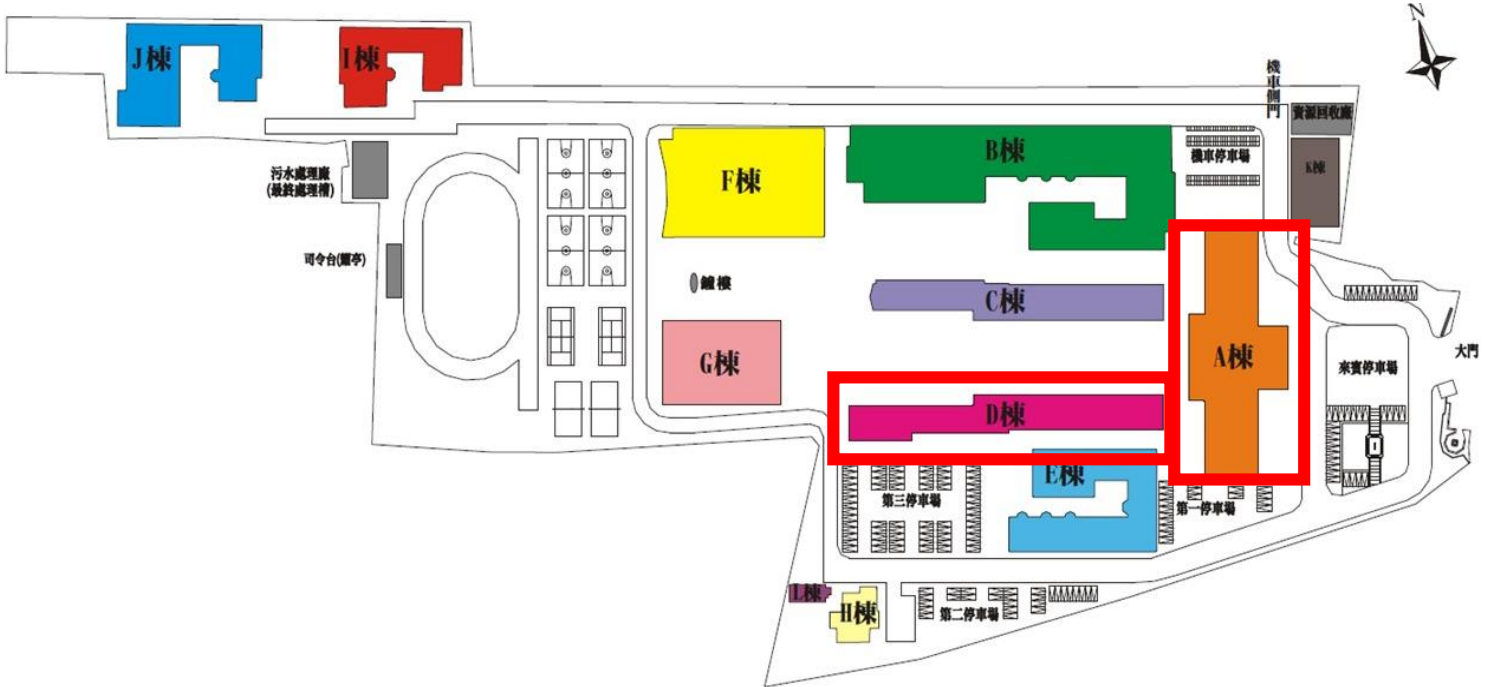 N
J棟
I棟
機車側門
資源回收廠
B棟
機車停車場
K棟
F棟
污水處理廠
(最終處理槽)
司令台(願亭)
鐘樓
C棟
G棟
A棟
大門
來賓停車場
D棟
E棟
第三停車場
第一停車場
L棟
H棟
第二停車場